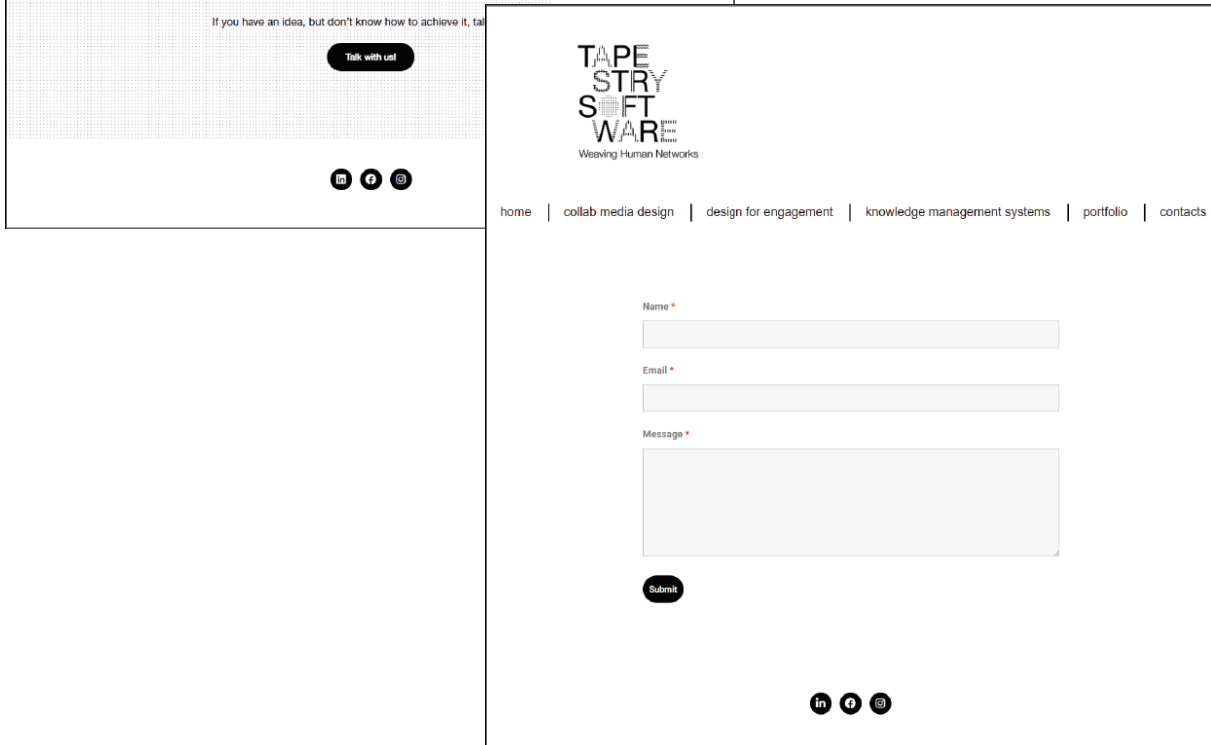 If you have an idea, but don't know how to achieve it,
Talk with us!
TAPE
STRY
SOFT
WARE
Weaving Human Networks
home | collab media design | design for engagement | knowledge management systems | portfolio | contacts
Name *
Email *
Message *
Submit